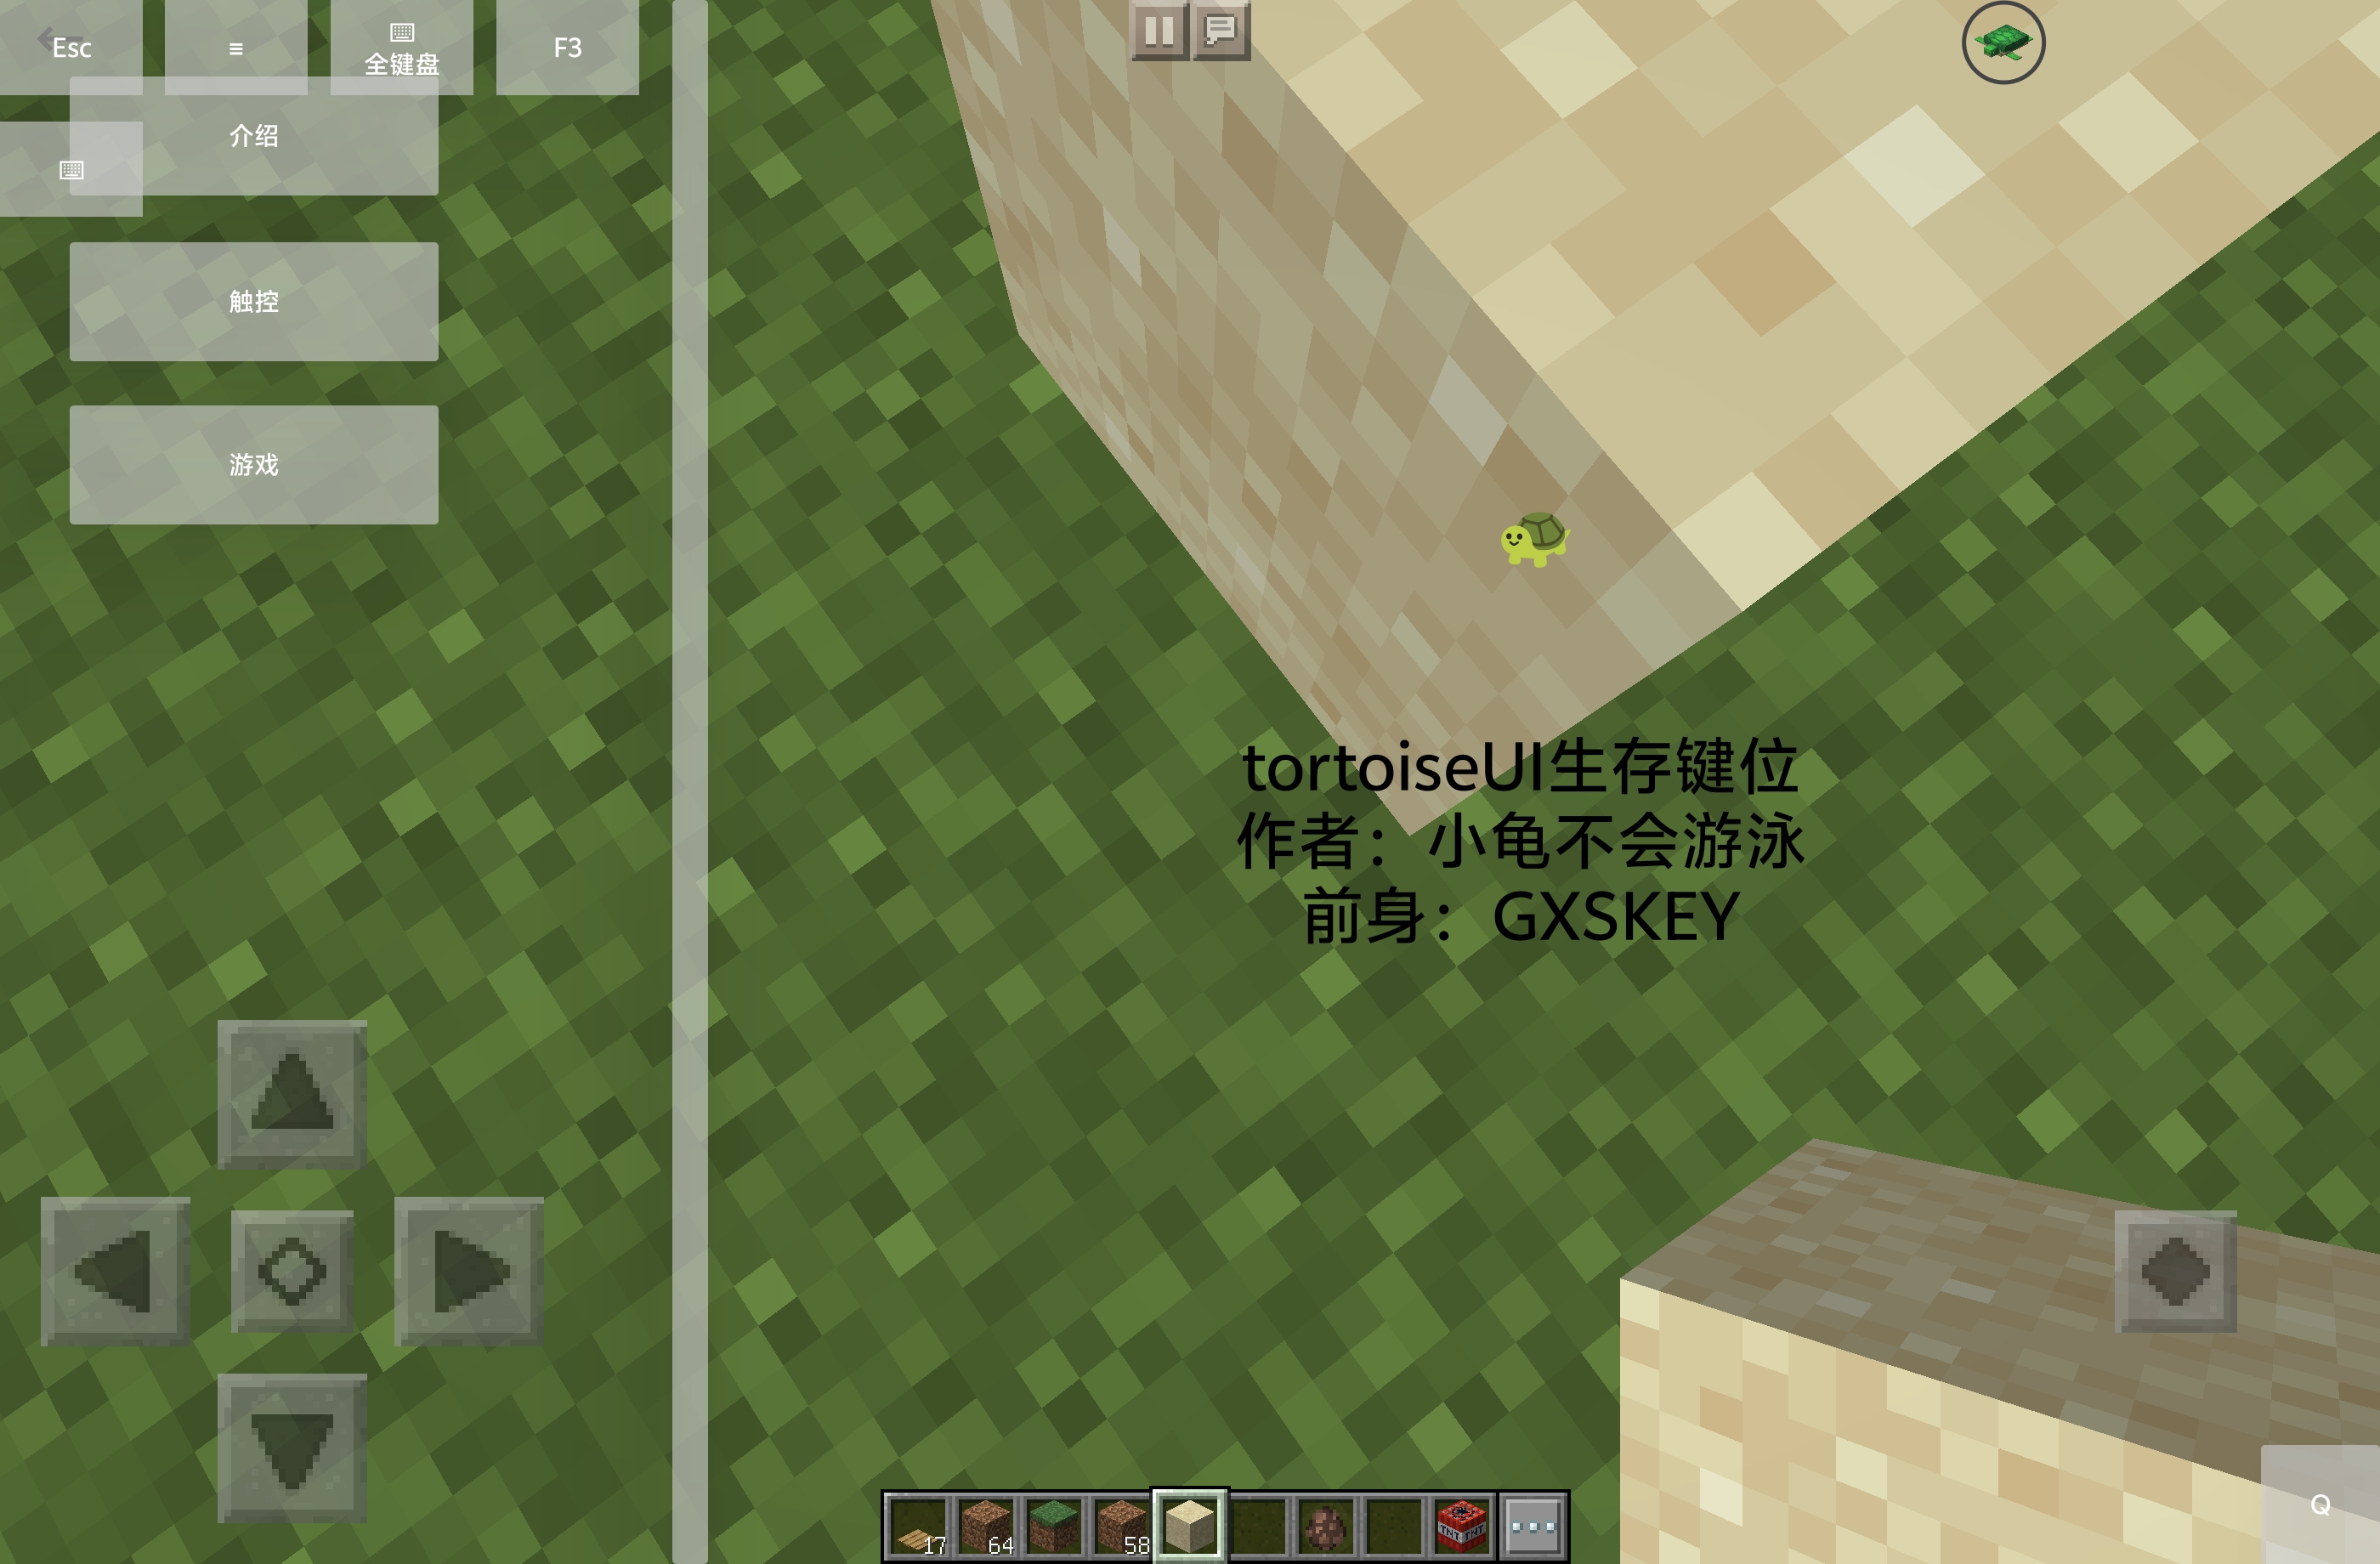 Esc
≡
全键盘
F3
介绍
触控
游戏
tortoiseUI生存键位
作者：小龟不会游泳
前身：GXSKEY
17
64
58
TNT TNT
Q